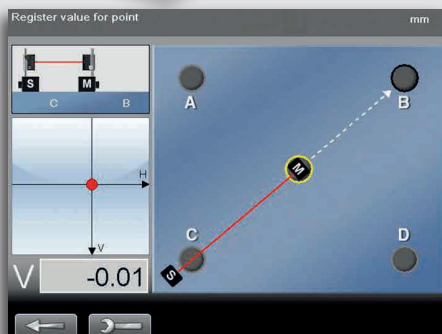 Register value for point mm
S M
C B
H
V
V -0.01
A B
M
C D
S